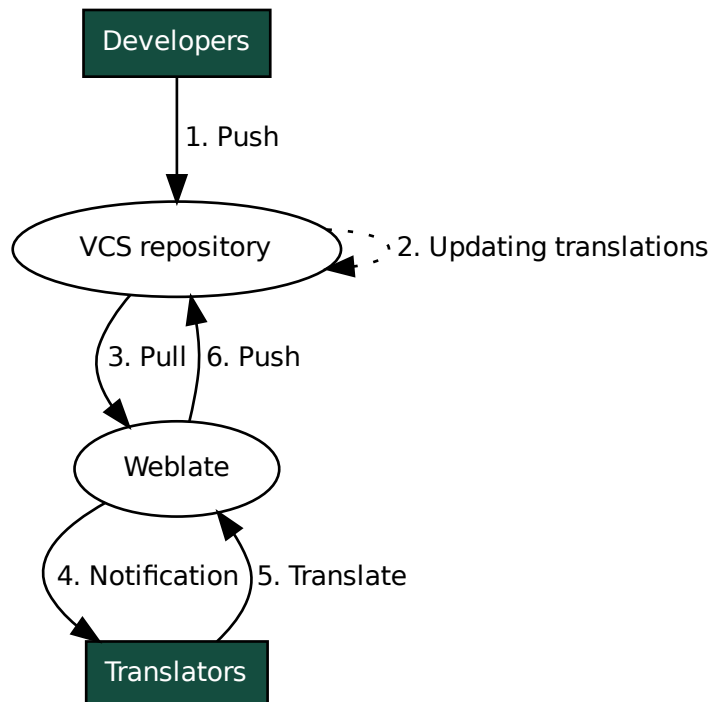 Developers
1. Push
VCS repository
2. Updating translations
3. Pull
6. Push
Weblate
4. Notification
5. Translate
Translators